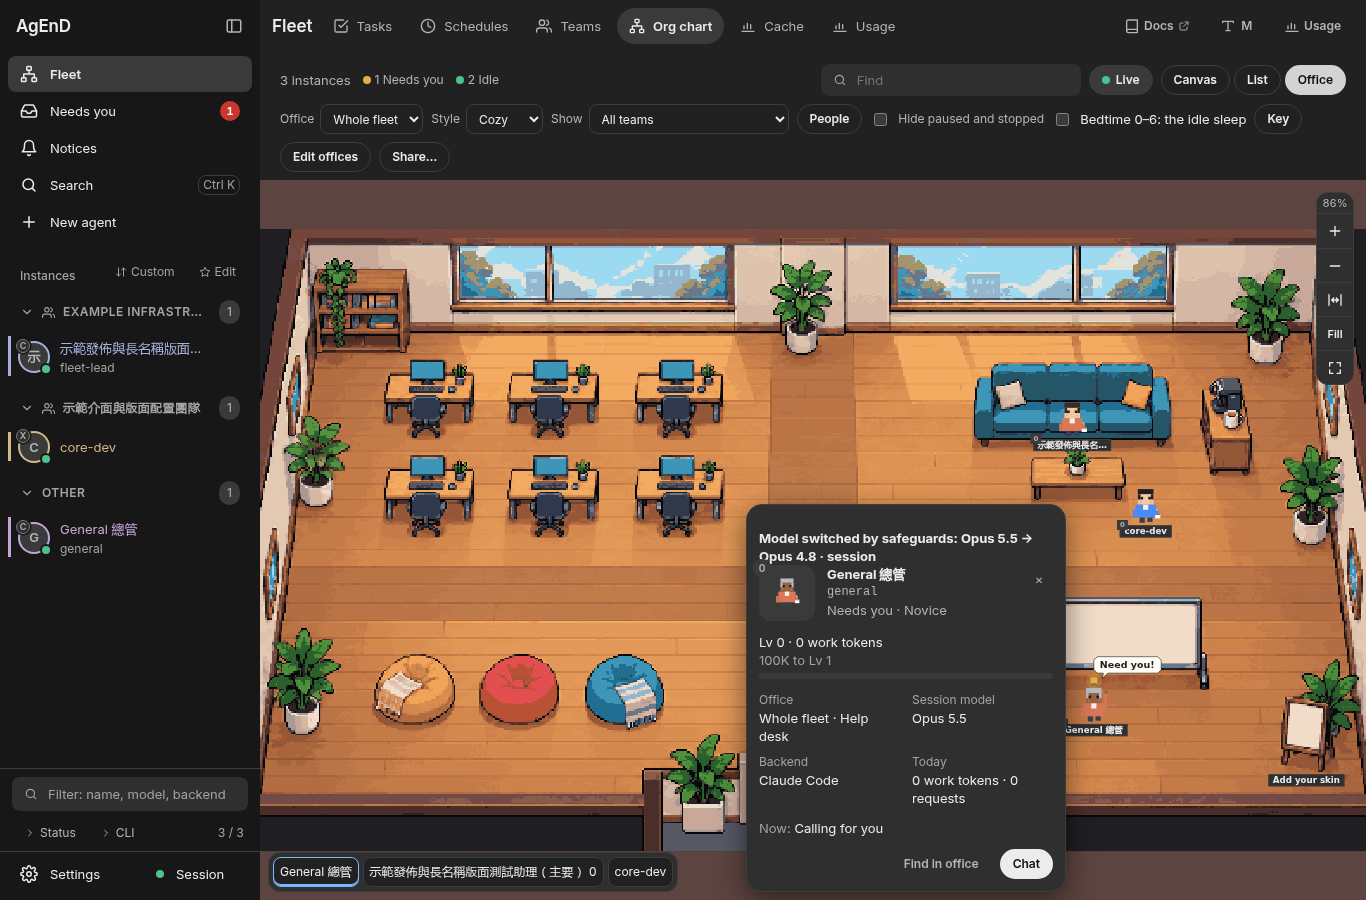 AgEnD
Fleet
Needs you
1
Notices
Search
Ctrl K
New agent
Instances
Custom
Edit
EXAMPLE INFRASTR...
1
C
示
示範發佈與長名稱版面...
fleet-lead
示範介面與版面配置團隊
1
X
C
core-dev
OTHER
1
C
G
General 總管
general
Filter: name, model, backend
Status
CLI
3 / 3
Settings
Session
Fleet
Tasks
Schedules
Teams
Org chart
Cache
Usage
Docs
M
Usage
3 instances
1 Needs you
2 Idle
Find
Live
Canvas
List
Office
Office
Whole fleet
Style
Cozy
Show
All teams
People
Hide paused and stopped
Bedtime 0–6: the idle sleep
Key
Edit offices
Share...
86%
+
−
Fill
0
示範發佈與長名...
0
core-dev
Need you!
General 總管
Add your skin
Model switched by safeguards: Opus 5.5 →
Opus 4.8 · session
0
General 總管
general
Needs you · Novice
×
Lv 0 · 0 work tokens
100K to Lv 1
Office
Session model
Whole fleet · Help
desk
Opus 5.5
Backend
Today
Claude Code
0 work tokens · 0
requests
Now: Calling for you
Find in office
Chat
General 總管
示範發佈與長名稱版面測試助理（主要） 0
core-dev